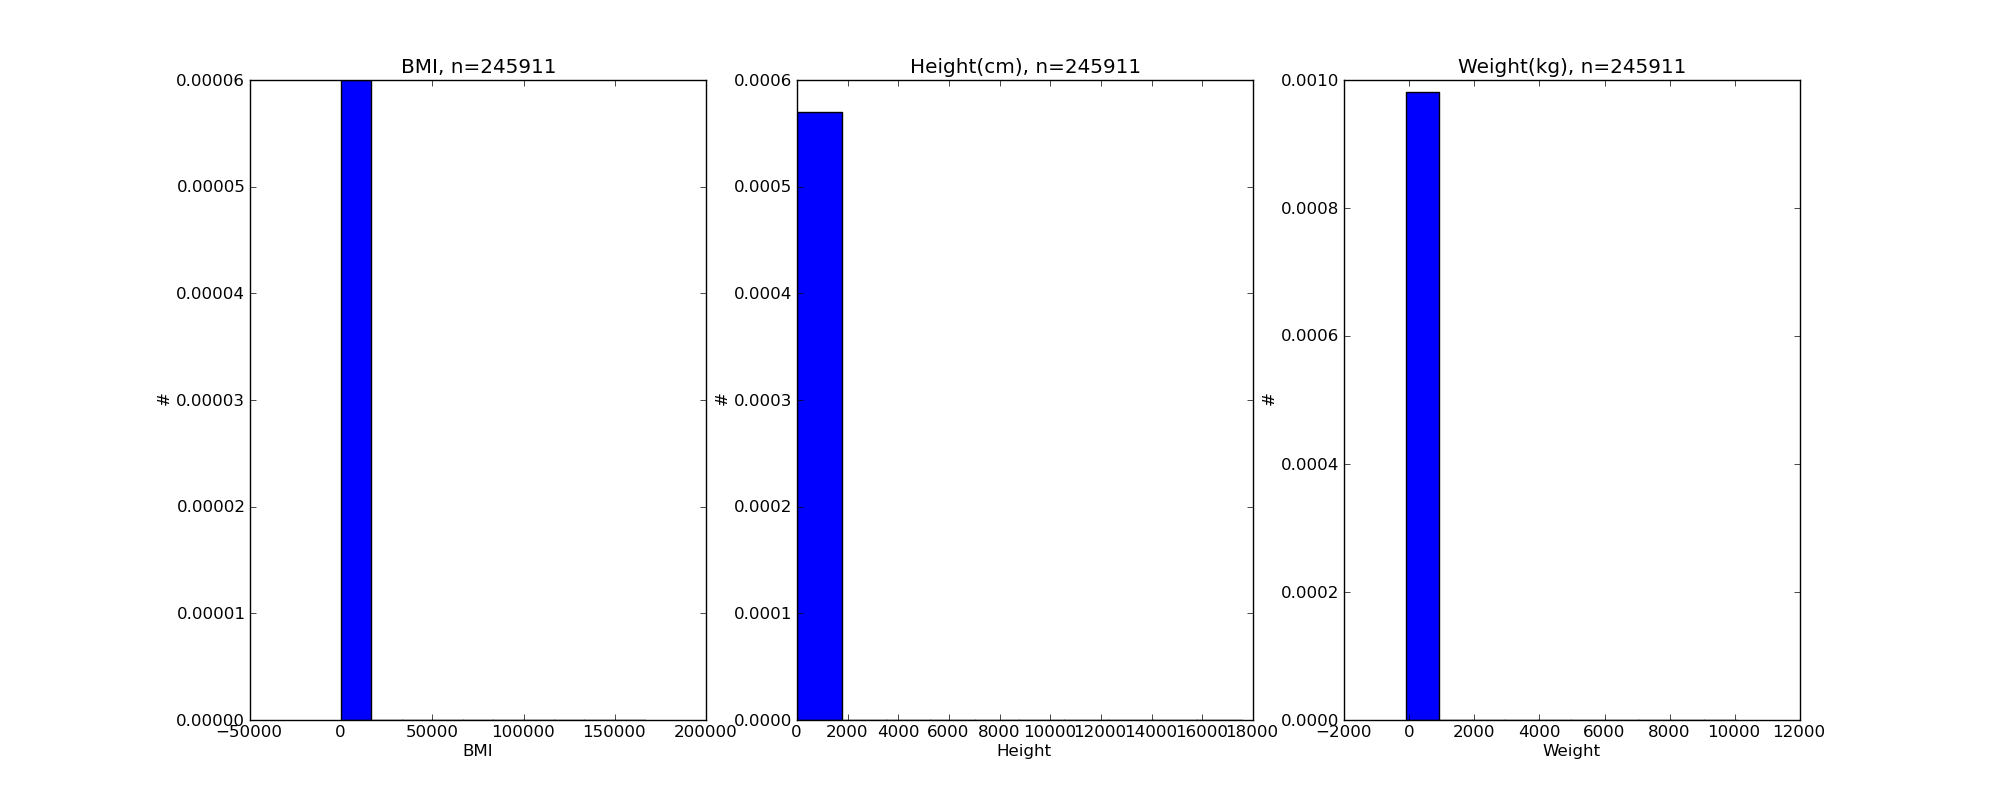 BMI, n=245911
0.00006
0.00005
0.00004
0.00003
0.00002
0.00001
0.00000
#
−50000 0 50000 100000 150000 200000
BMI
Height(cm), n=245911
0.0006
0.0005
0.0004
0.0003
0.0002
0.0001
0.0000
#
0 2000 4000 6000 8000 10000 12000 14000 16000 18000
Height
Weight(kg), n=245911
0.0010
0.0008
0.0006
0.0004
0.0002
0.0000
#
−2000 0 2000 4000 6000 8000 10000 12000
Weight